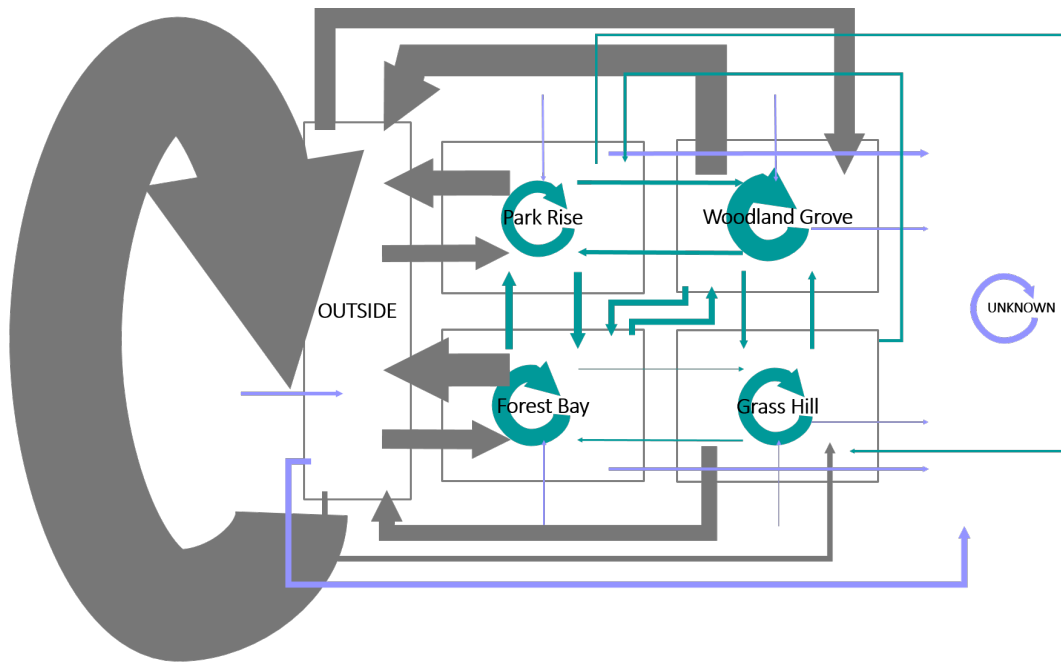 Park Rise
Woodland Grove
OUTSIDE
UNKNOWN
Forest Bay
Grass Hill